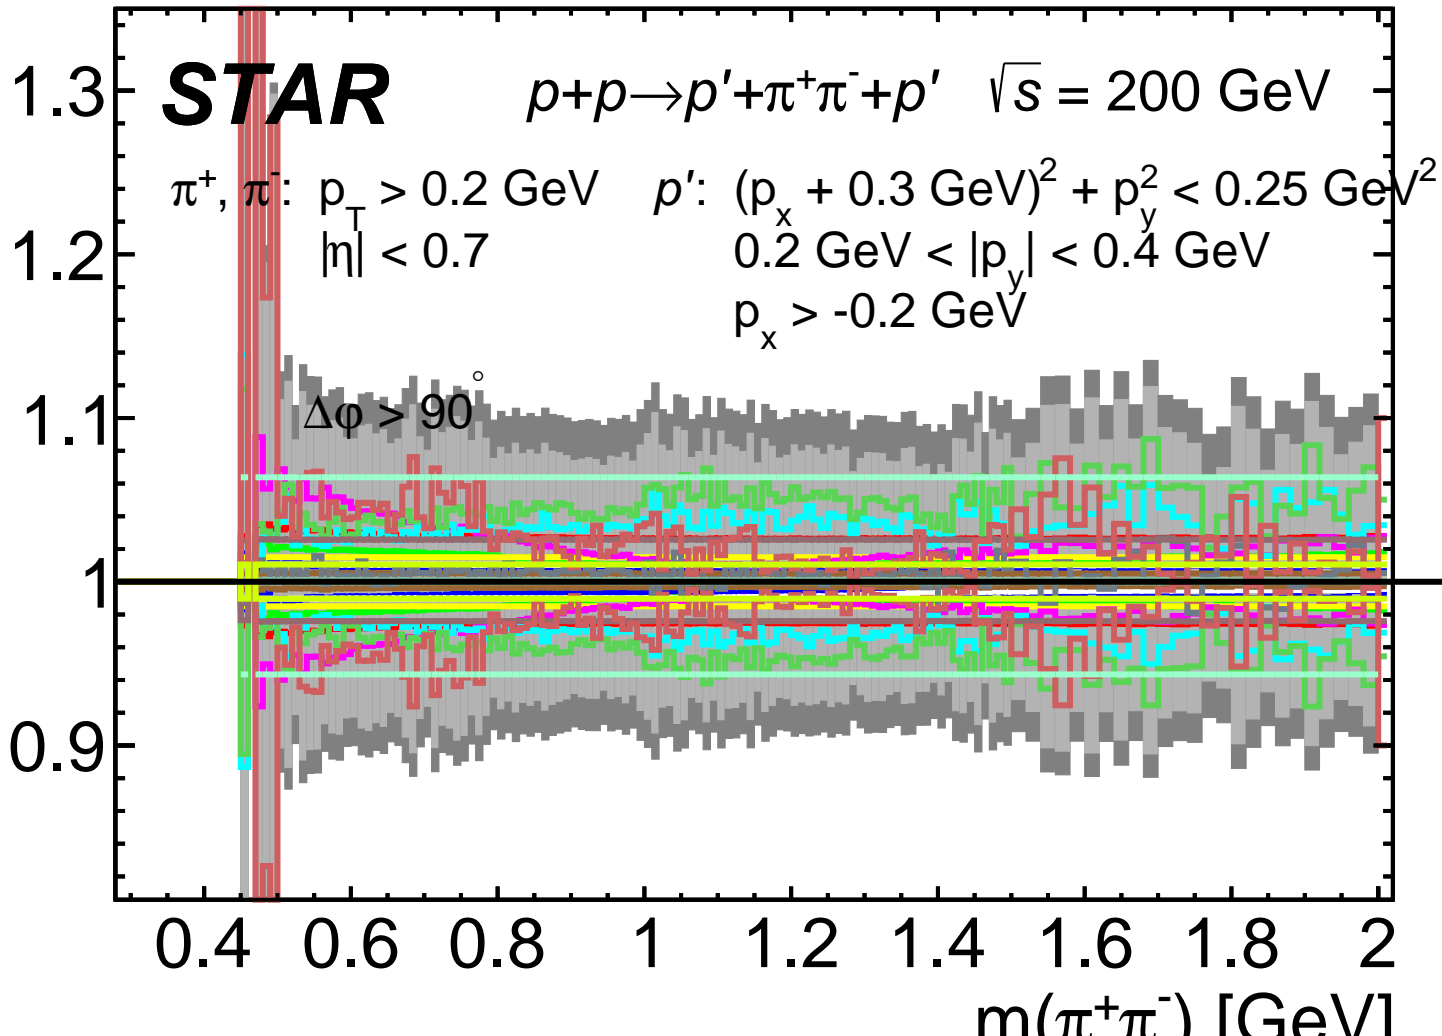 STAR p+p→p′+π⁺π⁻+p′ √s = 200 GeV
π⁺, π⁻: p_T > 0.2 GeV p′: (p_x + 0.3 GeV)² + p_y² < 0.25 GeV²
|η| < 0.7 0.2 GeV < |p_y| < 0.4 GeV
p_x > -0.2 GeV
Δφ > 90°
1.3
1.2
1.1
1
0.9
0.4 0.6 0.8 1 1.2 1.4 1.6 1.8 2
m(π⁺π⁻) [GeV]